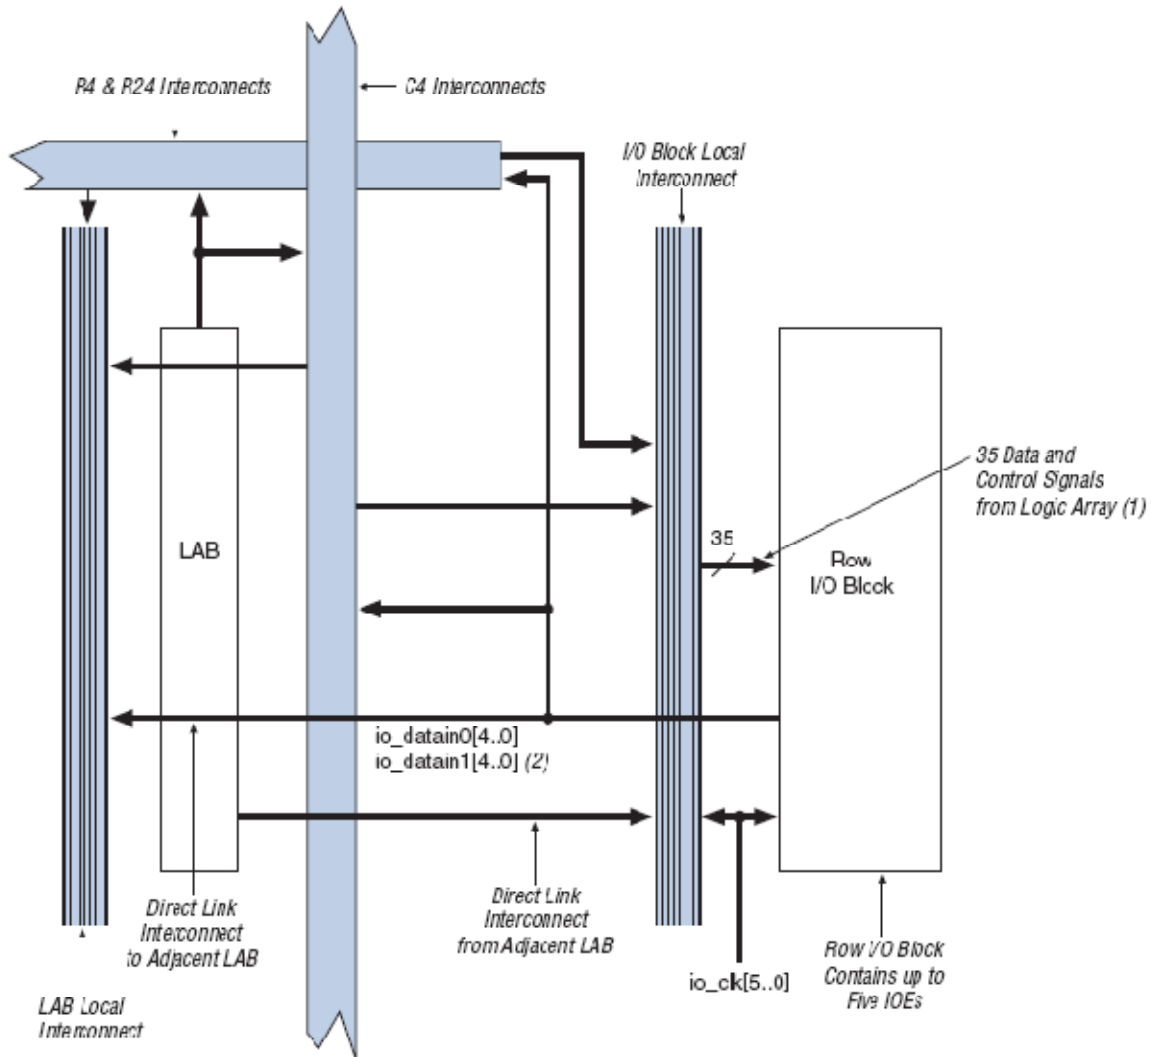 R4 & R24 Interconnects
C4 Interconnects
I/O Block Local
Interconnect
35 Data and
Control Signals
from Logic Array (1)
35
LAB
Row
I/O Block
io_datain0[4..0]
io_datain1[4..0] (2)
Direct Link
Interconnect
to Adjacent LAB
Direct Link
Interconnect
from Adjacent LAB
io_clk[5..0]
Row I/O Block
Contains up to
Five IOEs
LAB Local
Interconnect